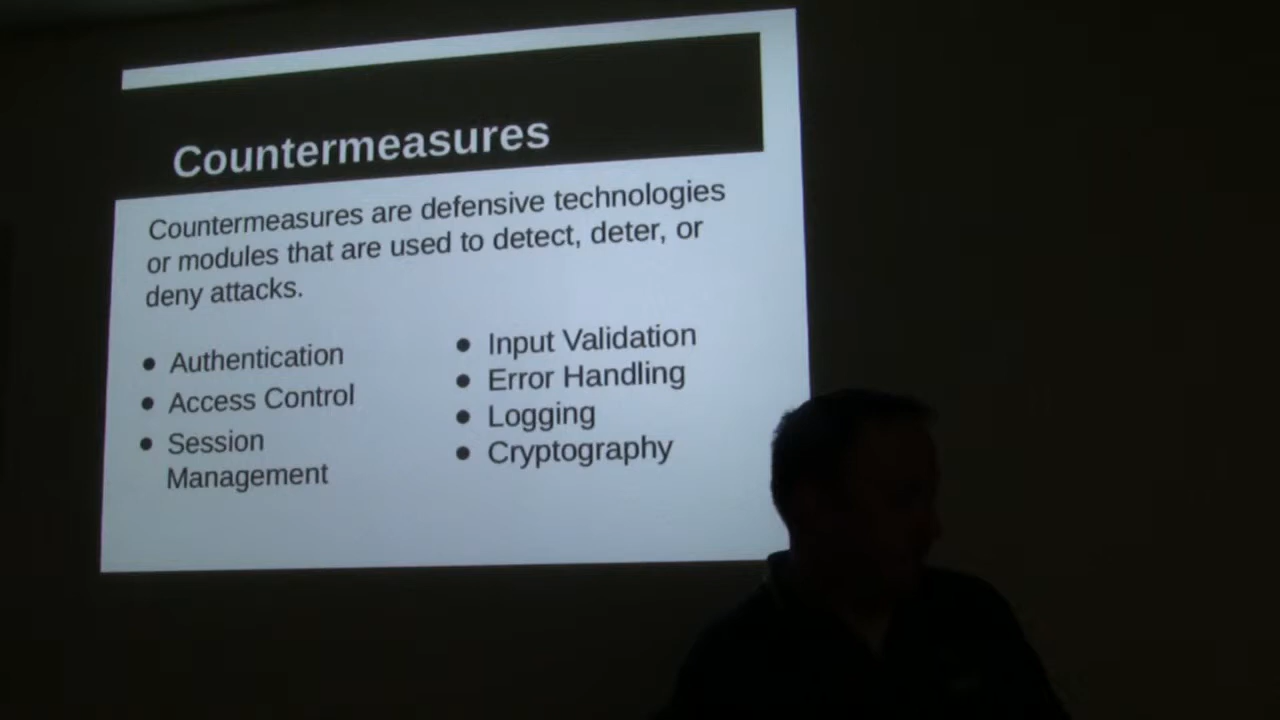 Countermeasures
Countermeasures are defensive technologies
or modules that are used to detect, deter, or
deny attacks.
Authentication
Access Control
Session
Management
Input Validation
Error Handling
Logging
Cryptography